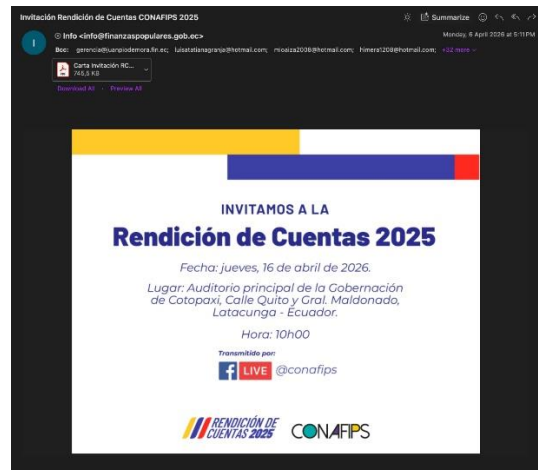 Invitación Rendición de Cuentas CONAFIPS 2025
Summarize
Info <info@finanzaspopulares.gob.ec>
Monday, 6 April 2026 at 5:11 PM
I
Bcc: gerencia@juanpiodemora.fin.ec; luisatatianagranja@hotmail.com; micaiza2008@hotmail.com; himera1208@hotmail.com; +32 more
Carta Invitación RC...
746,5 KB
Download All · Preview All
INVITAMOS A LA
Rendición de Cuentas 2025
Fecha: jueves, 16 de abril de 2026.
Lugar: Auditorio principal de la Gobernación
de Cotopaxi, Calle Quito y Gral. Maldonado,
Latacunga - Ecuador.
Hora: 10h00
Transmitido por:
f LIVE @conafips
RENDICIÓN DE
CUENTAS 2025
CONAFIPS